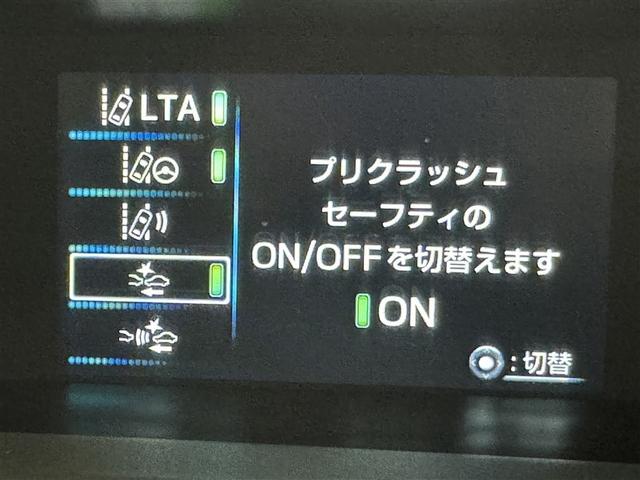 LTA
プリクラッシュ
セーフティの
ON/OFFを切替えます
ON
:切替